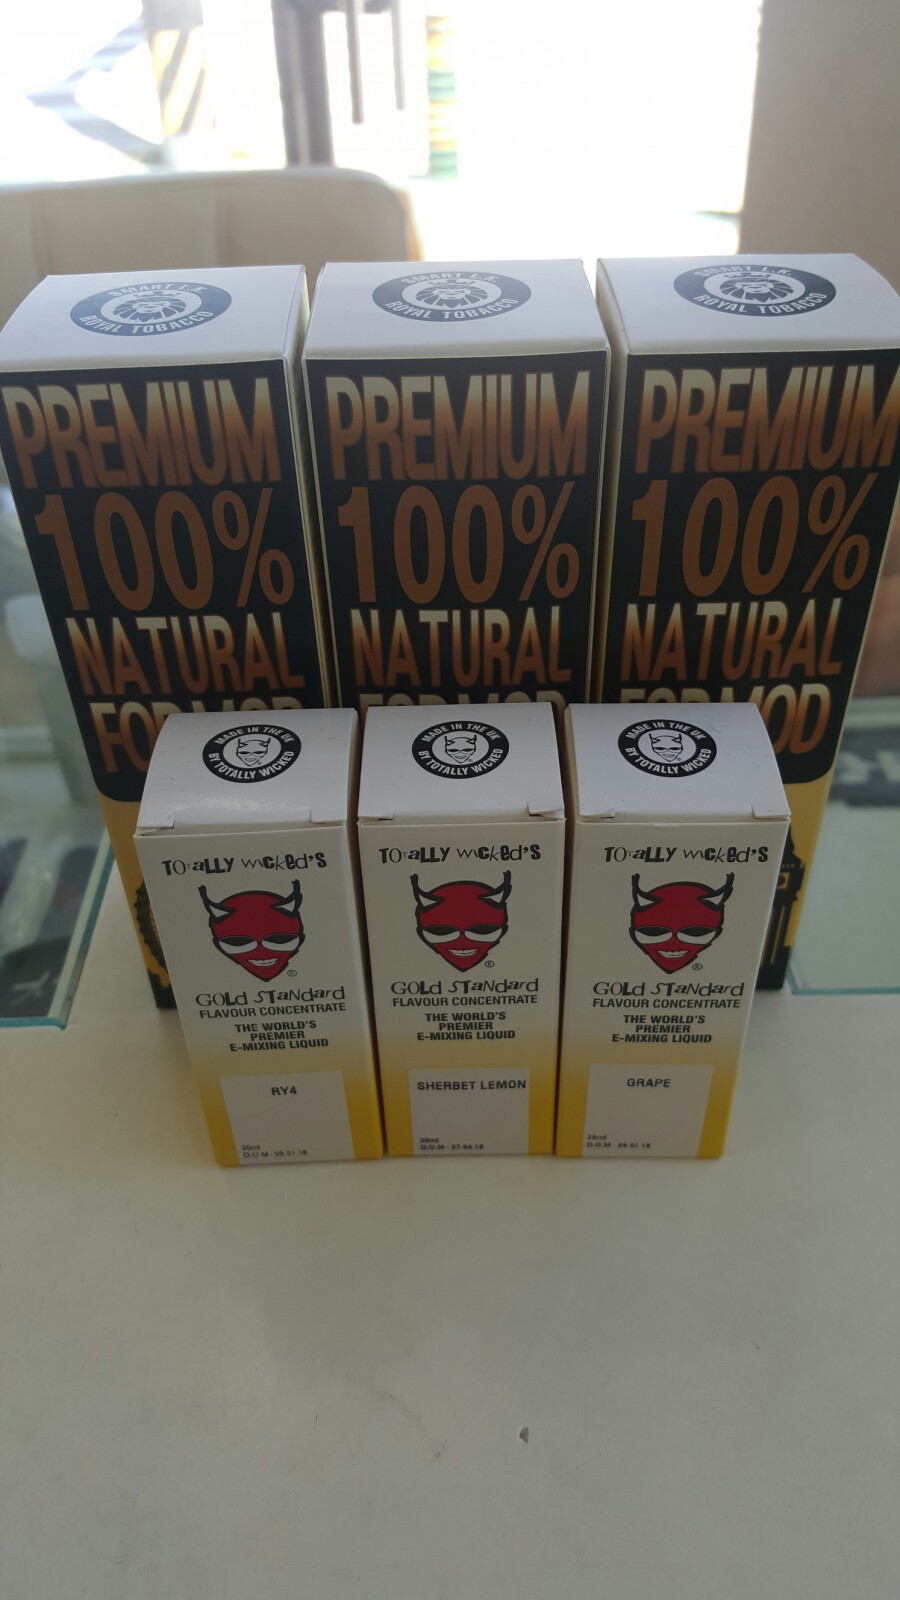 SMART L.K.
ROYAL TOBACCO
PREMIUM
100%
NATURAL
FOR MOD
SMART L.K.
ROYAL TOBACCO
PREMIUM
100%
NATURAL
FOR MOD
SMART L.K.
ROYAL TOBACCO
PREMIUM
100%
NATURAL
FOR MOD
MADE IN THE UK
BY TOTALLY WICKED
TOTALLY WICKED'S
®
GOLD STANDARD
FLAVOUR CONCENTRATE
THE WORLD'S
PREMIER
E-MIXING LIQUID
RY4
20ml
D.O.M
MADE IN THE UK
BY TOTALLY WICKED
TOTALLY WICKED'S
®
GOLD STANDARD
FLAVOUR CONCENTRATE
THE WORLD'S
PREMIER
E-MIXING LIQUID
SHERBET LEMON
D.O.M
MADE IN THE UK
BY TOTALLY WICKED
TOTALLY WICKED'S
®
GOLD STANDARD
FLAVOUR CONCENTRATE
THE WORLD'S
PREMIER
E-MIXING LIQUID
GRAPE
D.O.M